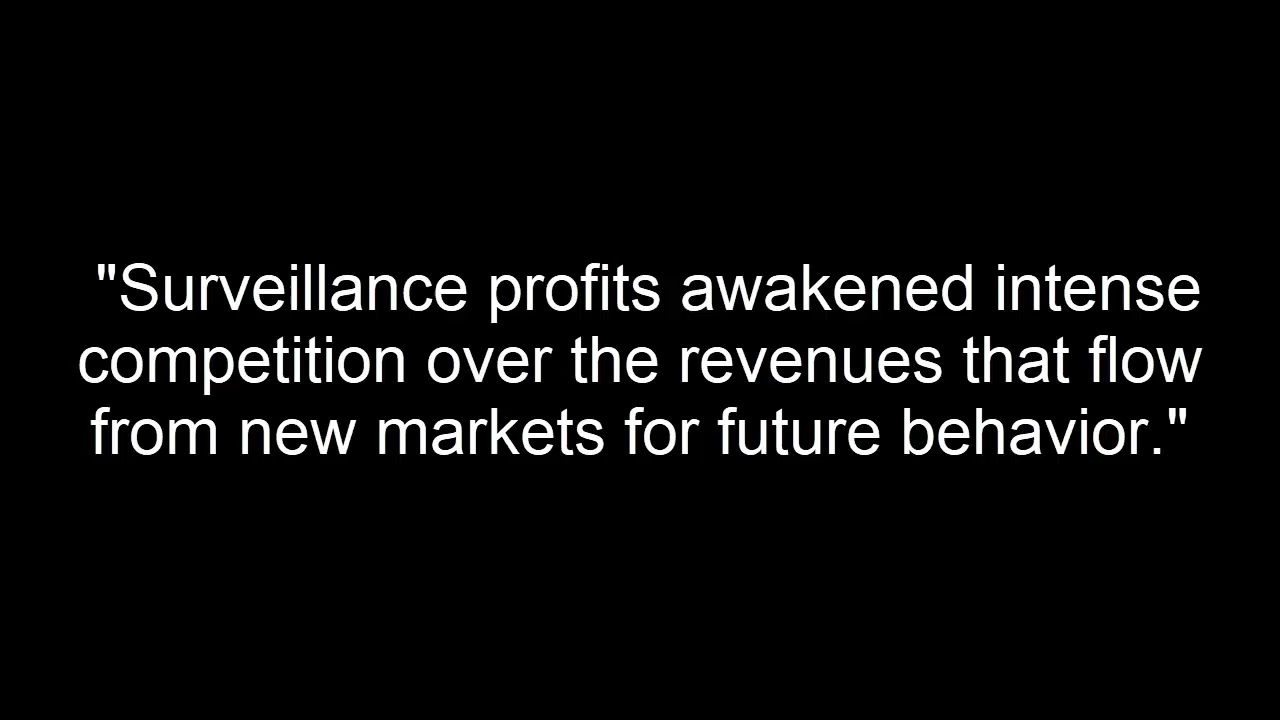 "Surveillance profits awakened intense
competition over the revenues that flow
from new markets for future behavior."